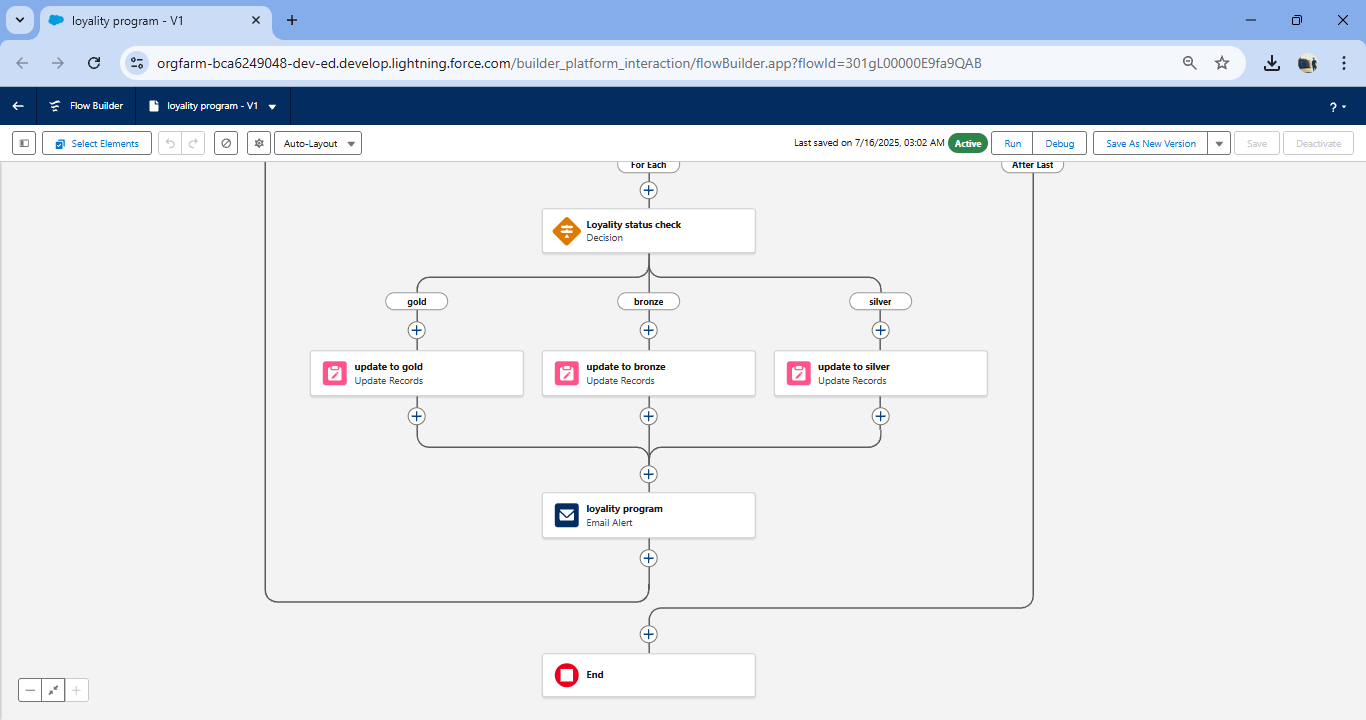 loyality program - V1
orgfarm-bca6249048-dev-ed.develop.lightning.force.com/builder_platform_interaction/flowBuilder.app?flowId=301gL00000E9fa9QAB
Flow Builder
loyality program - V1
?
Select Elements
Auto-Layout
Last saved on 7/16/2025, 03:02 AM
Active
Run
Debug
Save As New Version
Save
Deactivate
For Each
After Last
Loyality status check
Decision
gold
bronze
silver
update to gold
Update Records
update to bronze
Update Records
update to silver
Update Records
loyality program
Email Alert
End